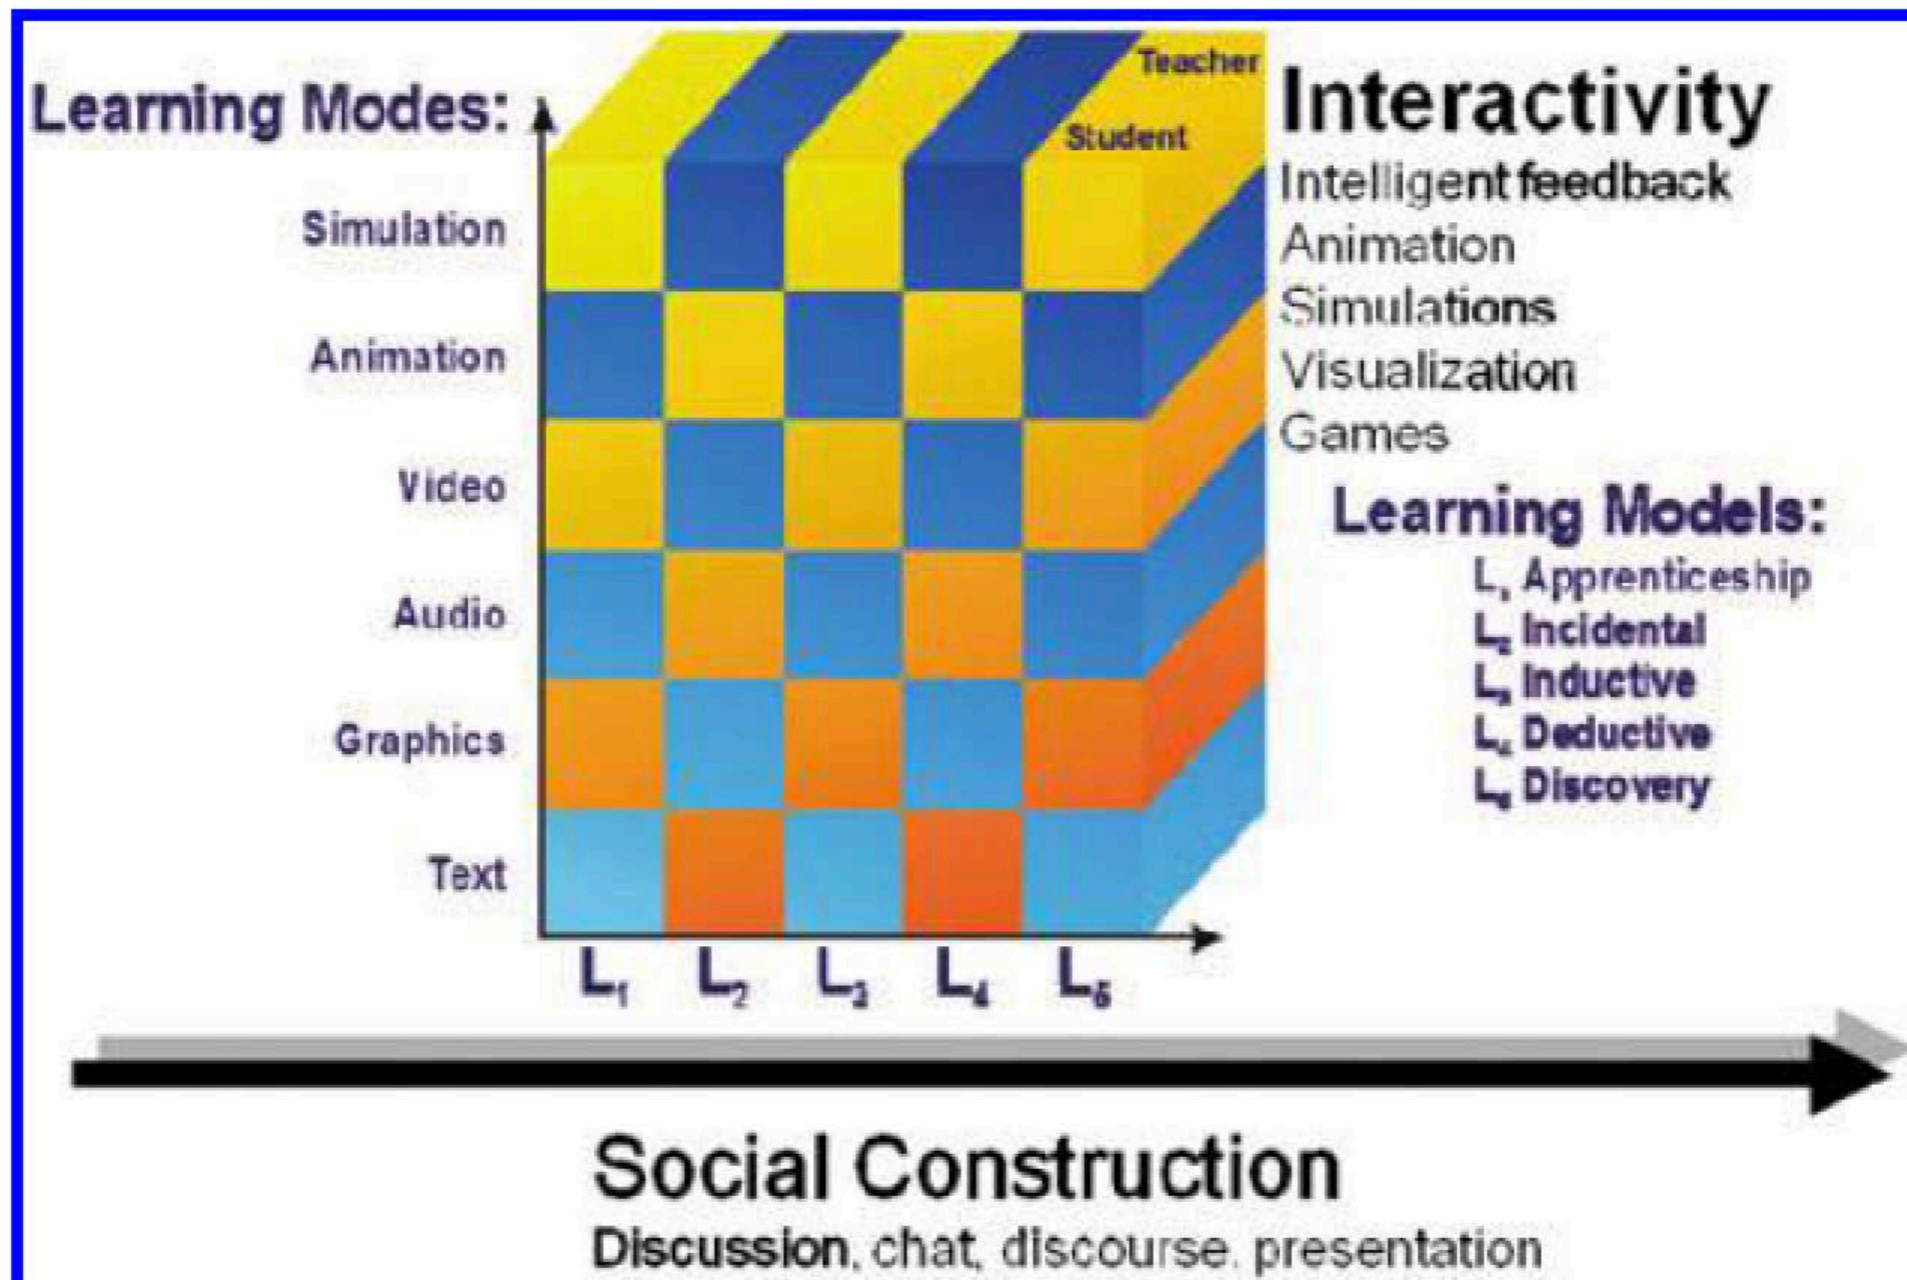 Learning Modes:
Simulation
Animation
Video
Audio
Graphics
Text
Teacher
Student
L1 L2 L3 L4 L5
Interactivity
Intelligent feedback
Animation
Simulations
Visualization
Games
Learning Models:
L1 Apprenticeship
L2 Incidental
L3 Inductive
L4 Deductive
L5 Discovery
Social Construction
Discussion, chat, discourse. presentation